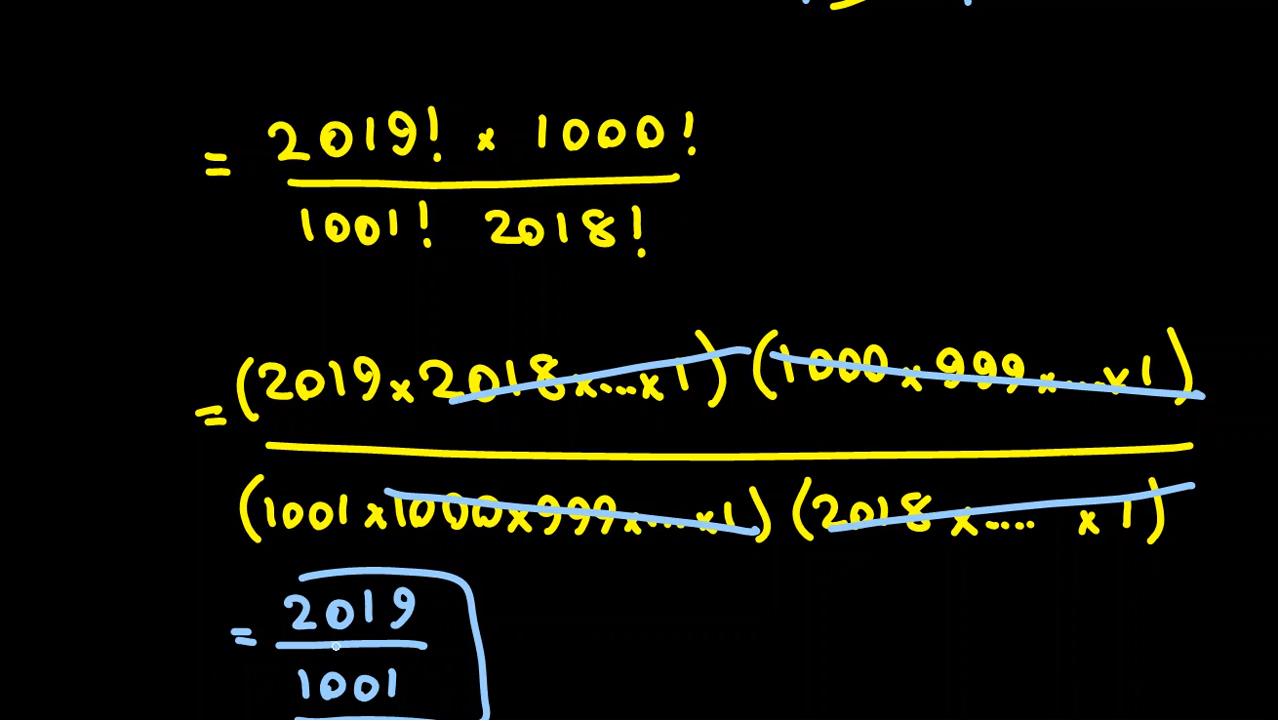 = 2019! x 1000!
1001! 2018!
= (2019 x 2018 x ... x 1) (1000 x 999 x ... x 1)
(1001 x 1000 x 999 x ... x 1) (2018 x .... x 1)
= 2019
1001